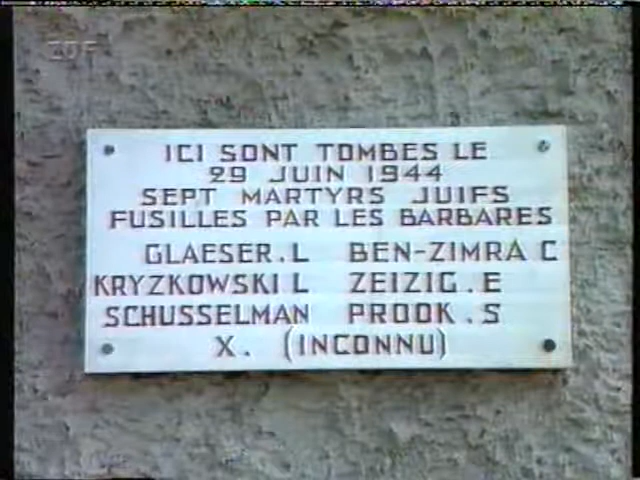 ZDF
ICI SONT TOMBES LE
29 JUIN 1944
SEPT MARTYRS JUIFS
FUSILLES PAR LES BARBARES
GLAESER.L BEN-ZIMRA C
KRYZKOWSKI L ZEIZIG.E
SCHUSSELMAN PROOK.S
X. (INCONNU)